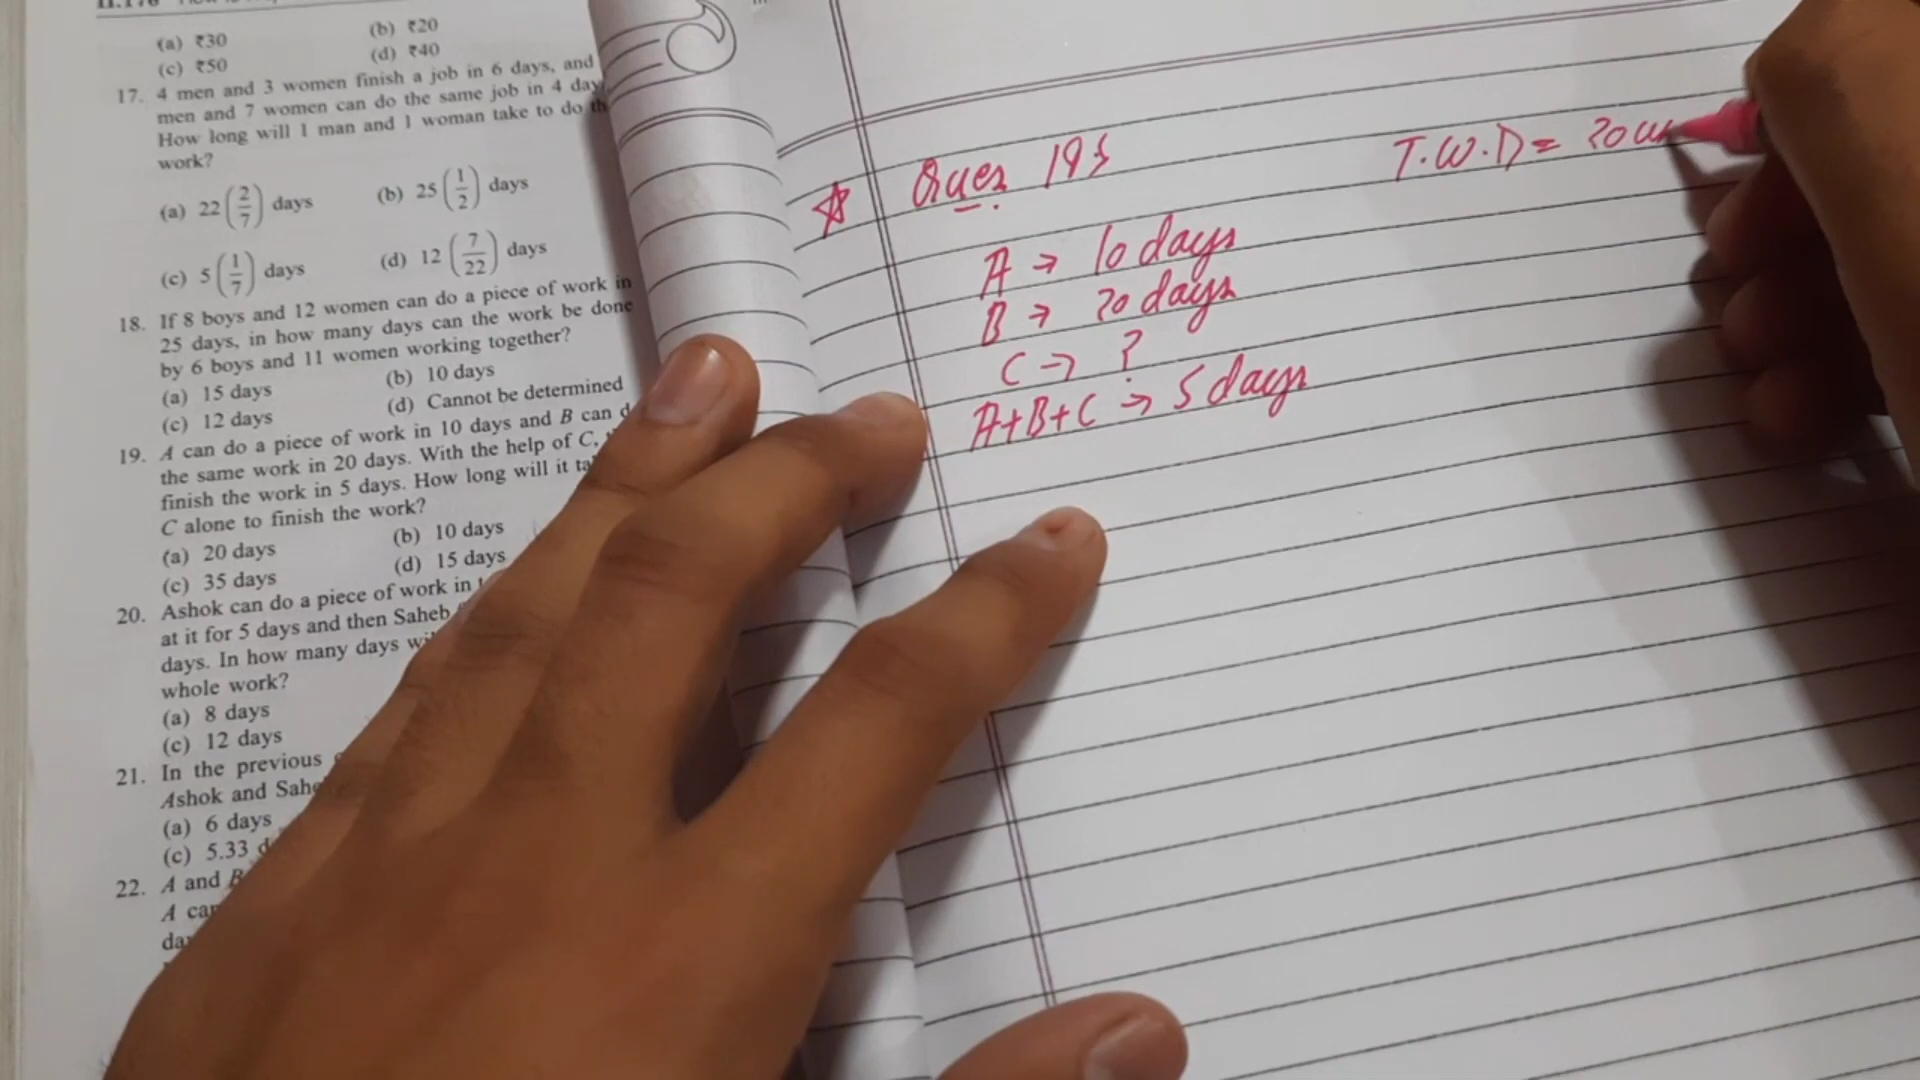 (a) ₹30 (b) ₹20
(c) ₹50 (d) ₹40
17. 4 men and 3 women finish a job in 6 days, and
men and 7 women can do the same job in 4 day
How long will 1 man and 1 woman take to do th
work?
(a) 22 (2/7) days (b) 25 (1/2) days
(c) 5 (1/7) days (d) 12 (7/22) days
18. If 8 boys and 12 women can do a piece of work in
25 days, in how many days can the work be done
by 6 boys and 11 women working together?
(a) 15 days (b) 10 days
(c) 12 days (d) Cannot be determined
19. A can do a piece of work in 10 days and B can d
the same work in 20 days. With the help of C,
finish the work in 5 days. How long will it ta
C alone to finish the work?
(a) 20 days (b) 10 days
(c) 35 days (d) 15 days
20. Ashok can do a piece of work in
at it for 5 days and then Saheb
days. In how many days wi
whole work?
(a) 8 days
(c) 12 days
21. In the previous
Ashok and Sahe
(a) 6 days
(c) 5.33 d
22. A and B
A can
da
Ques 19:
T.W.D = 20 un
A → 10 days
B → 20 days
C → ?
A+B+C → 5 days